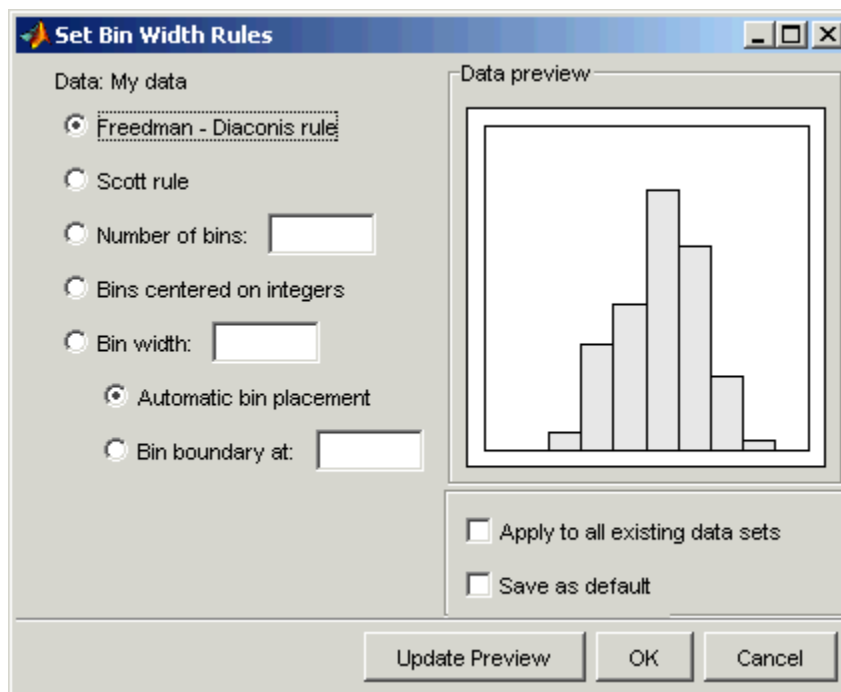 Set Bin Width Rules
Data: My data
Freedman - Diaconis rule
Scott rule
Number of bins:
Bins centered on integers
Bin width:
Automatic bin placement
Bin boundary at:
Data preview
Apply to all existing data sets
Save as default
Update Preview
OK
Cancel